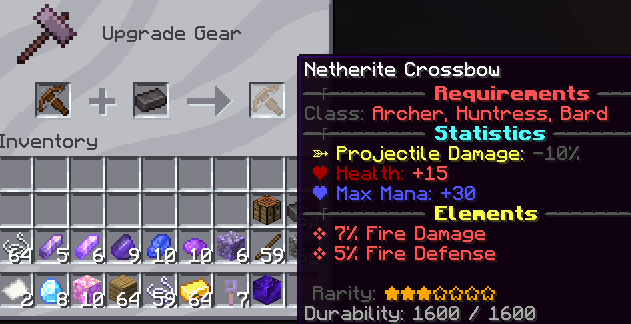 Upgrade Gear
Netherite Crossbow
Requirements
Class: Archer, Huntress, Bard
Statistics
Projectile Damage: -10%
Health: +15
Max Mana: +30
Elements
7% Fire Damage
5% Fire Defense
Rarity:
Durability: 1600 / 1600
Inventory
64 5 6 9 10 10 6 59
2 8 10 64 59 64 7